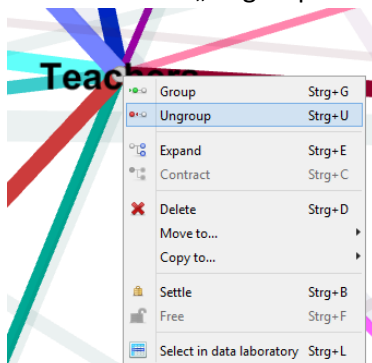 Teachers
Group Strg+G
Ungroup Strg+U
Expand Strg+E
Contract Strg+C
Delete Strg+D
Move to...
Copy to...
Settle Strg+B
Free Strg+F
Select in data laboratory Strg+L